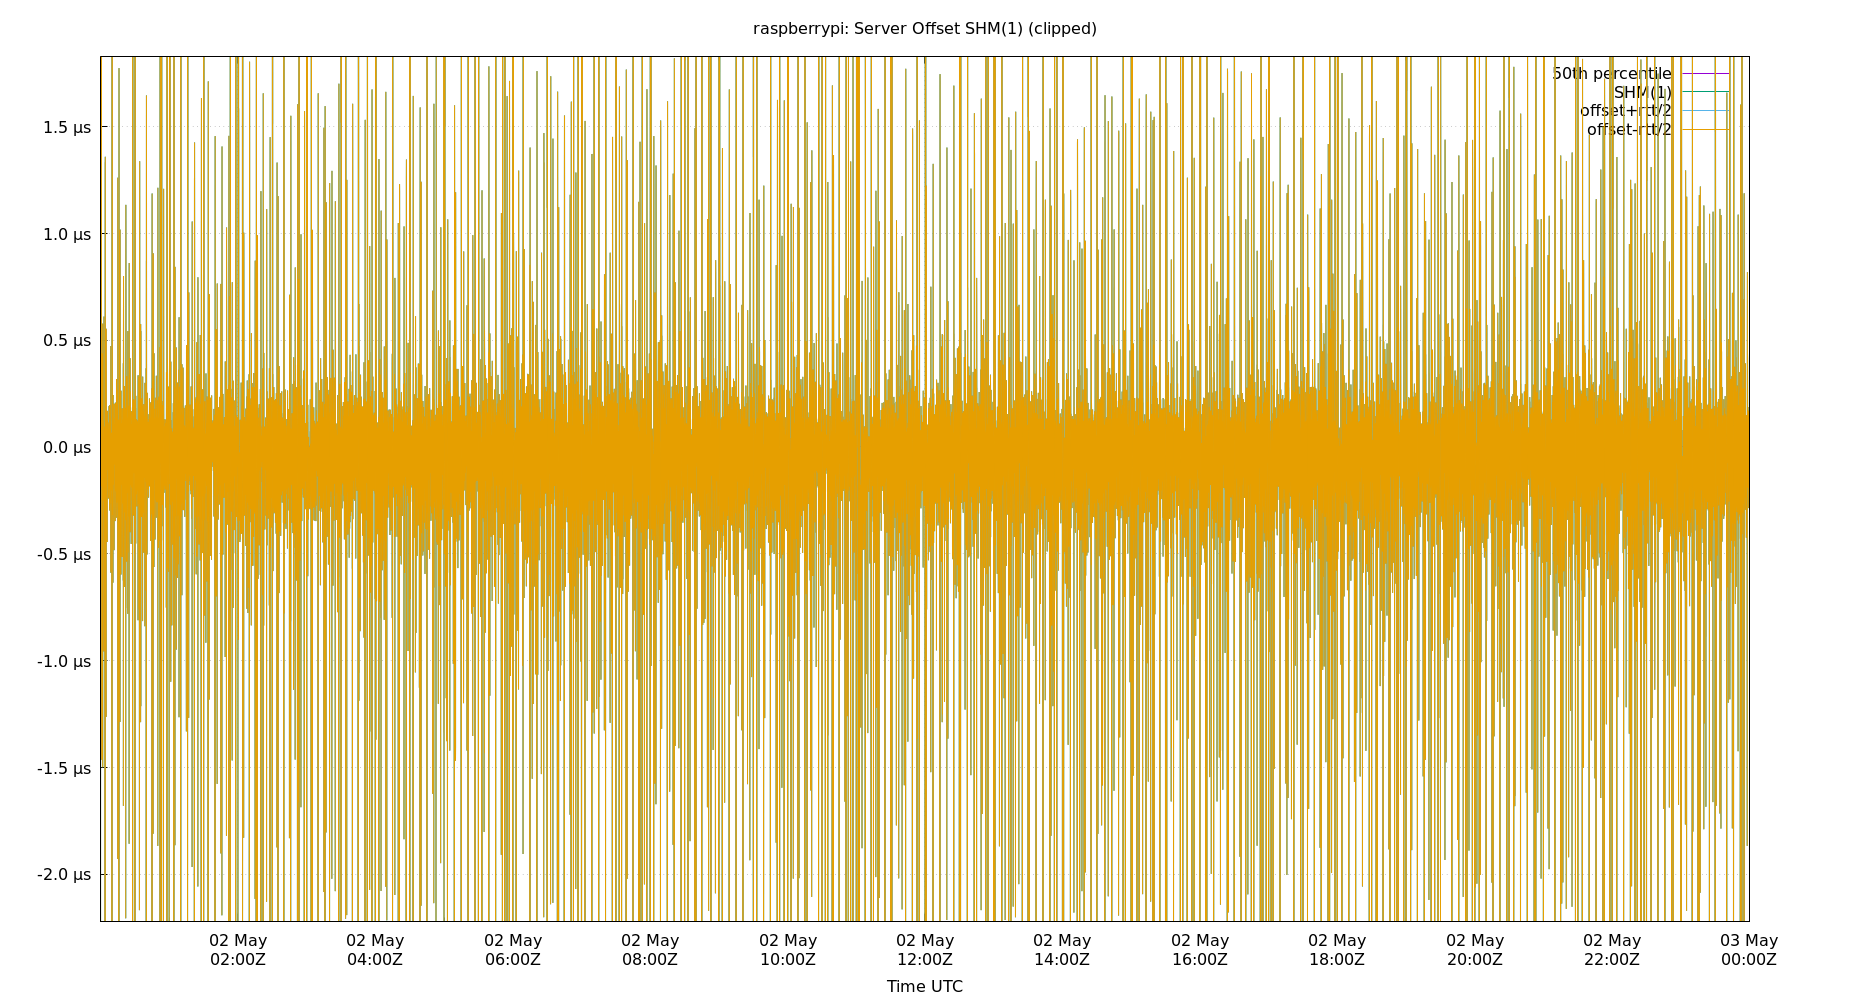 raspberrypi: Server Offset SHM(1) (clipped)
50th percentile
SHM(1)
offset+rtt/2
offset-rtt/2
1.5 µs
1.0 µs
0.5 µs
0.0 µs
-0.5 µs
-1.0 µs
-1.5 µs
-2.0 µs
02 May 02 May 02 May 02 May 02 May 02 May 02 May 02 May 02 May 02 May 02 May 03 May
02:00Z 04:00Z 06:00Z 08:00Z 10:00Z 12:00Z 14:00Z 16:00Z 18:00Z 20:00Z 22:00Z 00:00Z
Time UTC